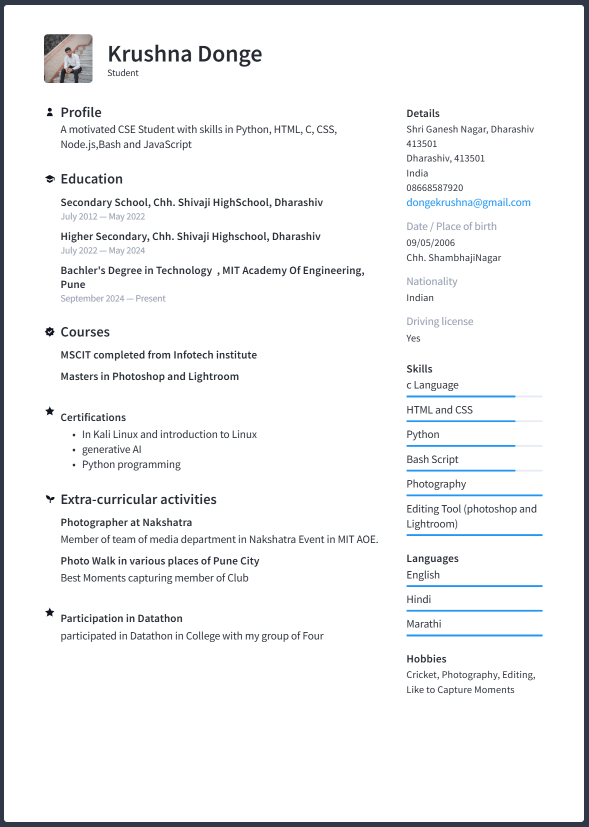 Krushna Donge
Student
Profile
A motivated CSE Student with skills in Python, HTML, C, CSS,
Node.js,Bash and JavaScript
Education
Secondary School, Chh. Shivaji HighSchool, Dharashiv
July 2012 — May 2022
Higher Secondary, Chh. Shivaji Highschool, Dharashiv
July 2022 — May 2024
Bachler's Degree in Technology , MIT Academy Of Engineering,
Pune
September 2024 — Present
Courses
MSCIT completed from Infotech institute
Masters in Photoshop and Lightroom
Certifications
• In Kali Linux and introduction to Linux
• generative AI
• Python programming
Extra-curricular activities
Photographer at Nakshatra
Member of team of media department in Nakshatra Event in MIT AOE.
Photo Walk in various places of Pune City
Best Moments capturing member of Club
Participation in Datathon
participated in Datathon in College with my group of Four
Details
Shri Ganesh Nagar, Dharashiv
413501
Dharashiv, 413501
India
08668587920
dongekrushna@gmail.com
Date / Place of birth
09/05/2006
Chh. ShambhajiNagar
Nationality
Indian
Driving license
Yes
Skills
c Language
HTML and CSS
Python
Bash Script
Photography
Editing Tool (photoshop and
Lightroom)
Languages
English
Hindi
Marathi
Hobbies
Cricket, Photography, Editing,
Like to Capture Moments